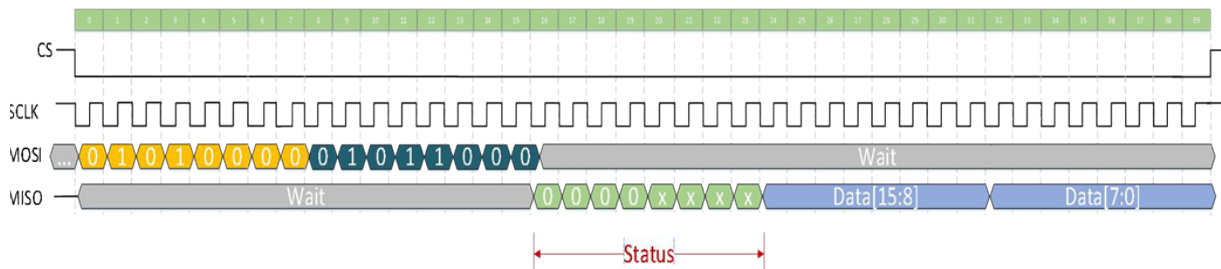 0 1 2 3 4 5 6 7 8 9 10 11 12 13 14 15 16 17 18 19 20 21 22 23 24 25 26 27 28 29 30 31 32 33 34 35 36 37 38 39
CS
SCLK
MOSI ... 0 1 0 1 0 0 0 0 0 1 0 1 1 0 0 0 Wait
MISO Wait 0 0 0 0 x x x x Data[15:8] Data[7:0]
Status